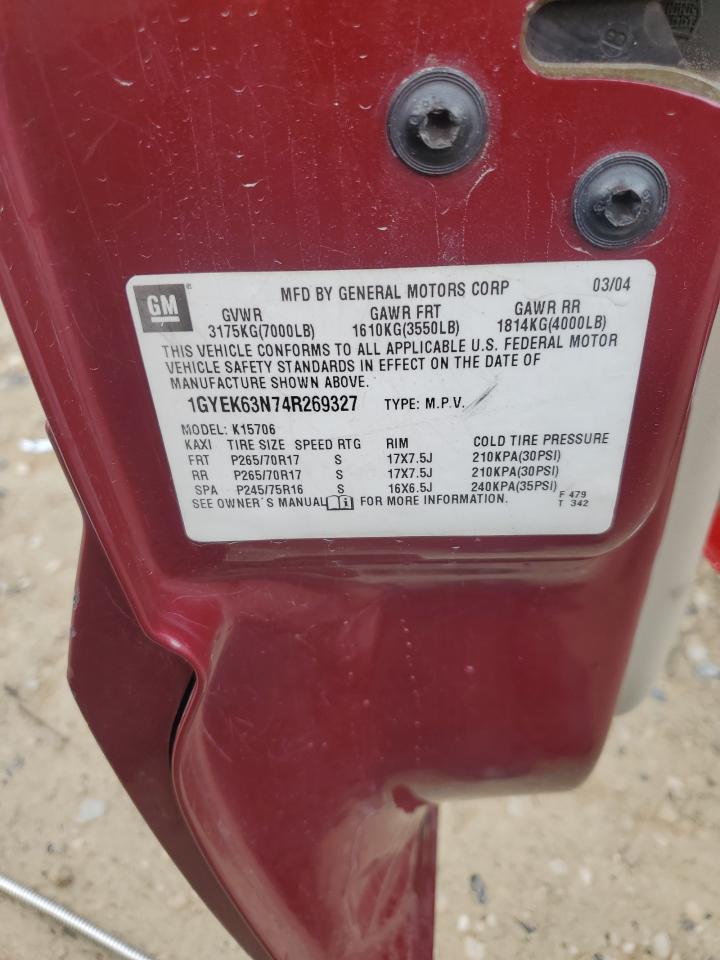 GM® MFD BY GENERAL MOTORS CORP 03/04
GVWR GAWR FRT GAWR RR
3175KG(7000LB) 1610KG(3550LB) 1814KG(4000LB)
THIS VEHICLE CONFORMS TO ALL APPLICABLE U.S. FEDERAL MOTOR
VEHICLE SAFETY STANDARDS IN EFFECT ON THE DATE OF
MANUFACTURE SHOWN ABOVE.
1GYEK63N74R269327 TYPE: M.P.V.
MODEL: K15706
KAXI TIRE SIZE SPEED RTG RIM COLD TIRE PRESSURE
FRT P265/70R17 S 17X7.5J 210KPA(30PSI)
RR P265/70R17 S 17X7.5J 210KPA(30PSI)
SPA P245/75R16 S 16X6.5J 240KPA(35PSI)
SEE OWNER'S MANUAL FOR MORE INFORMATION. F 479
T 342